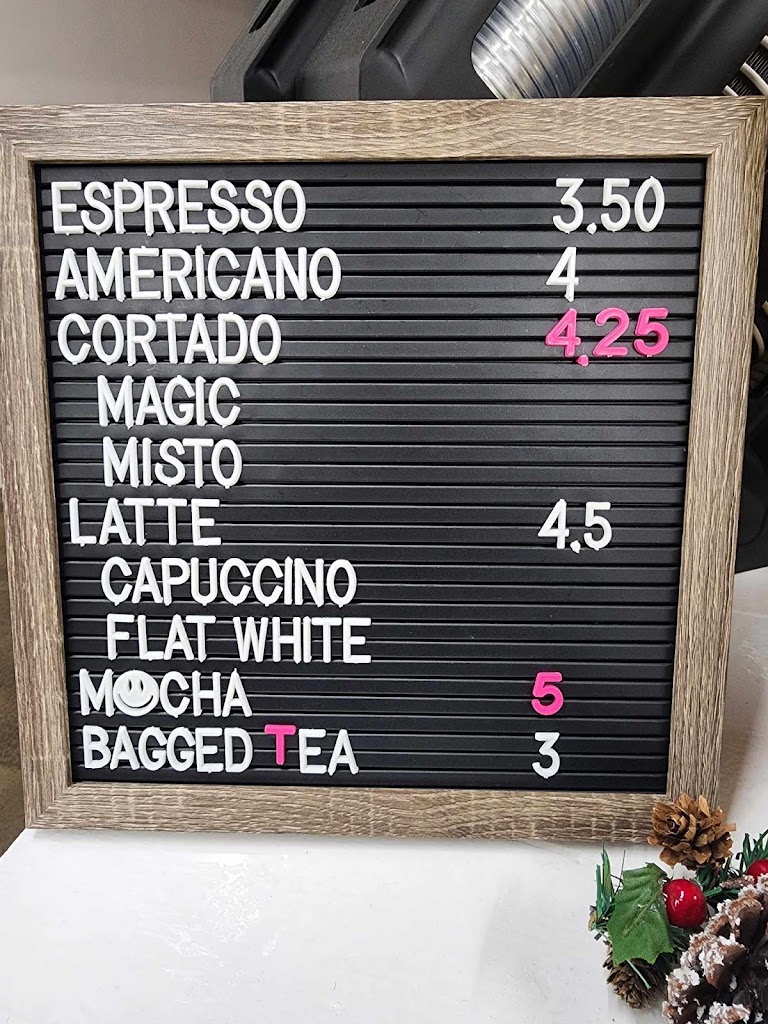 ESPRESSO 3.50
AMERICANO 4
CORTADO 4.25
MAGIC
MISTO
LATTE 4.5
CAPUCCINO
FLAT WHITE
M☺CHA 5
BAGGED TEA 3